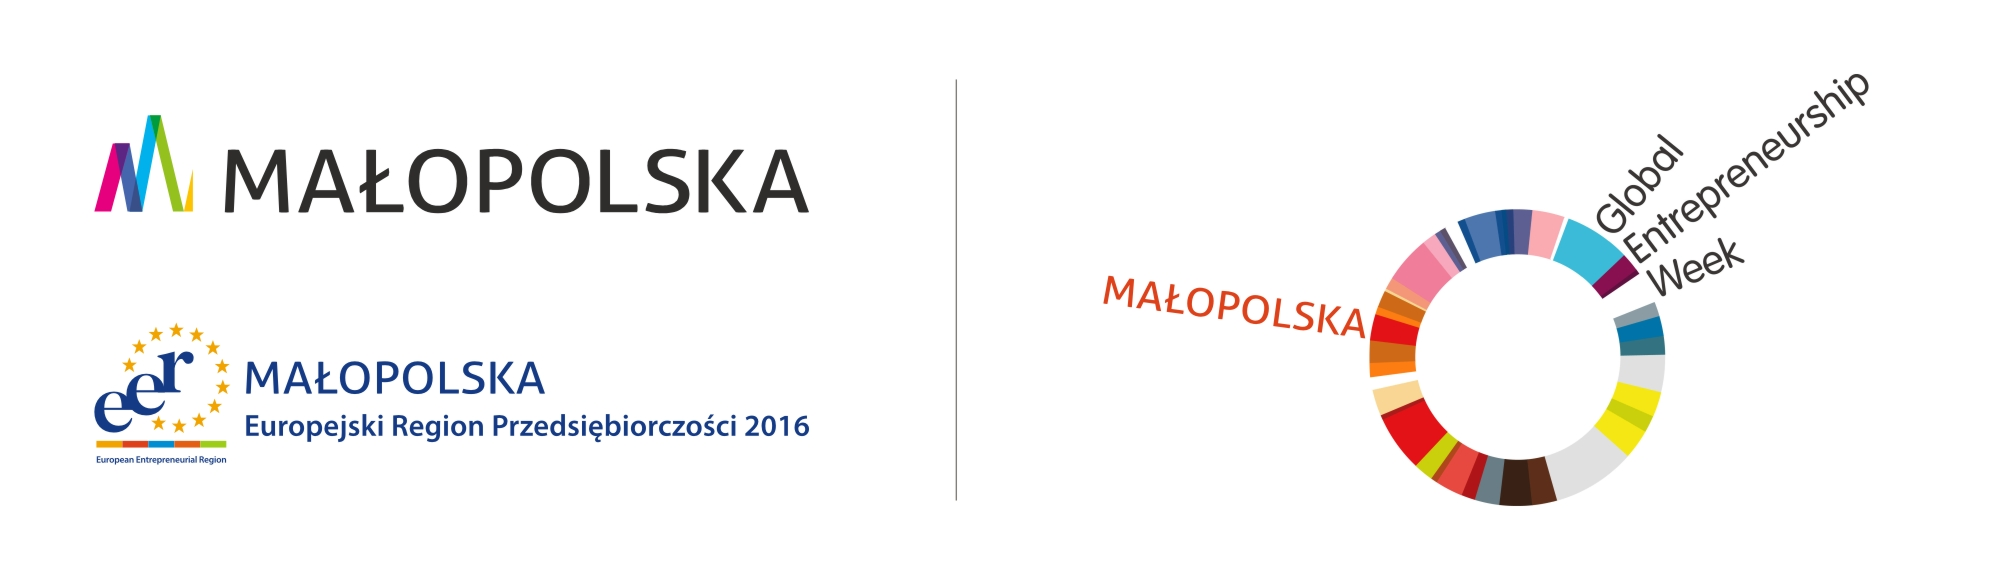 MAŁOPOLSKA
eer
MAŁOPOLSKA
Europejski Region Przedsiębiorczości 2016
European Entrepreneurial Region
MAŁOPOLSKA
Global
Entrepreneurship
Week